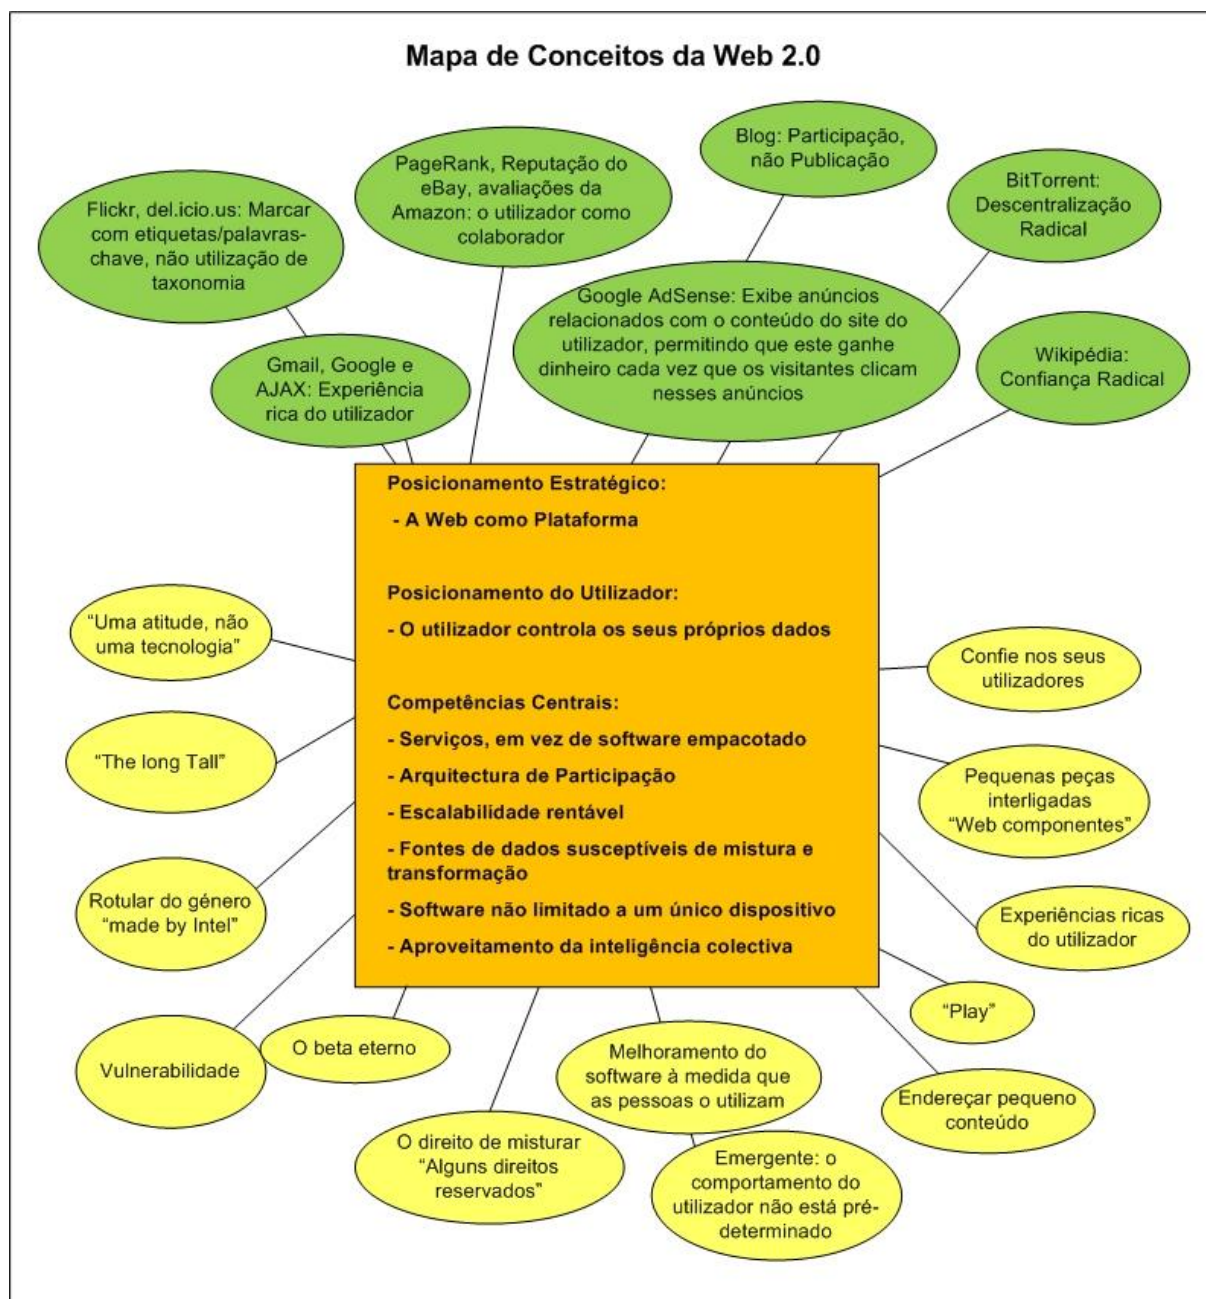 Mapa de Conceitos da Web 2.0
Blog: Participação,
não Publicação
PageRank, Reputação do
eBay, avaliações da
Amazon: o utilizador como
colaborador
BitTorrent:
Descentralização
Radical
Flickr, del.icio.us: Marcar
com etiquetas/palavras-
chave, não utilização de
taxonomia
Google AdSense: Exibe anúncios
relacionados com o conteúdo do site do
utilizador, permitindo que este ganhe
dinheiro cada vez que os visitantes clicam
nesses anúncios
Wikipédia:
Confiança Radical
Gmail, Google e
AJAX: Experiência
rica do utilizador
Posicionamento Estratégico:
- A Web como Plataforma
Posicionamento do Utilizador:
- O utilizador controla os seus próprios dados
Competências Centrais:
- Serviços, em vez de software empacotado
- Arquitectura de Participação
- Escalabilidade rentável
- Fontes de dados susceptíveis de mistura e
transformação
- Software não limitado a um único dispositivo
- Aproveitamento da inteligência colectiva
“Uma atitude, não
uma tecnologia”
“The long Tall”
Rotular do género
“made by Intel”
Vulnerabilidade
O beta eterno
O direito de misturar
“Alguns direitos
reservados”
Melhoramento do
software à medida que
as pessoas o utilizam
Emergente: o
comportamento do
utilizador não está pré-
determinado
Confie nos seus
utilizadores
Pequenas peças
interligadas
“Web componentes”
Experiências ricas
do utilizador
“Play”
Endereçar pequeno
conteúdo